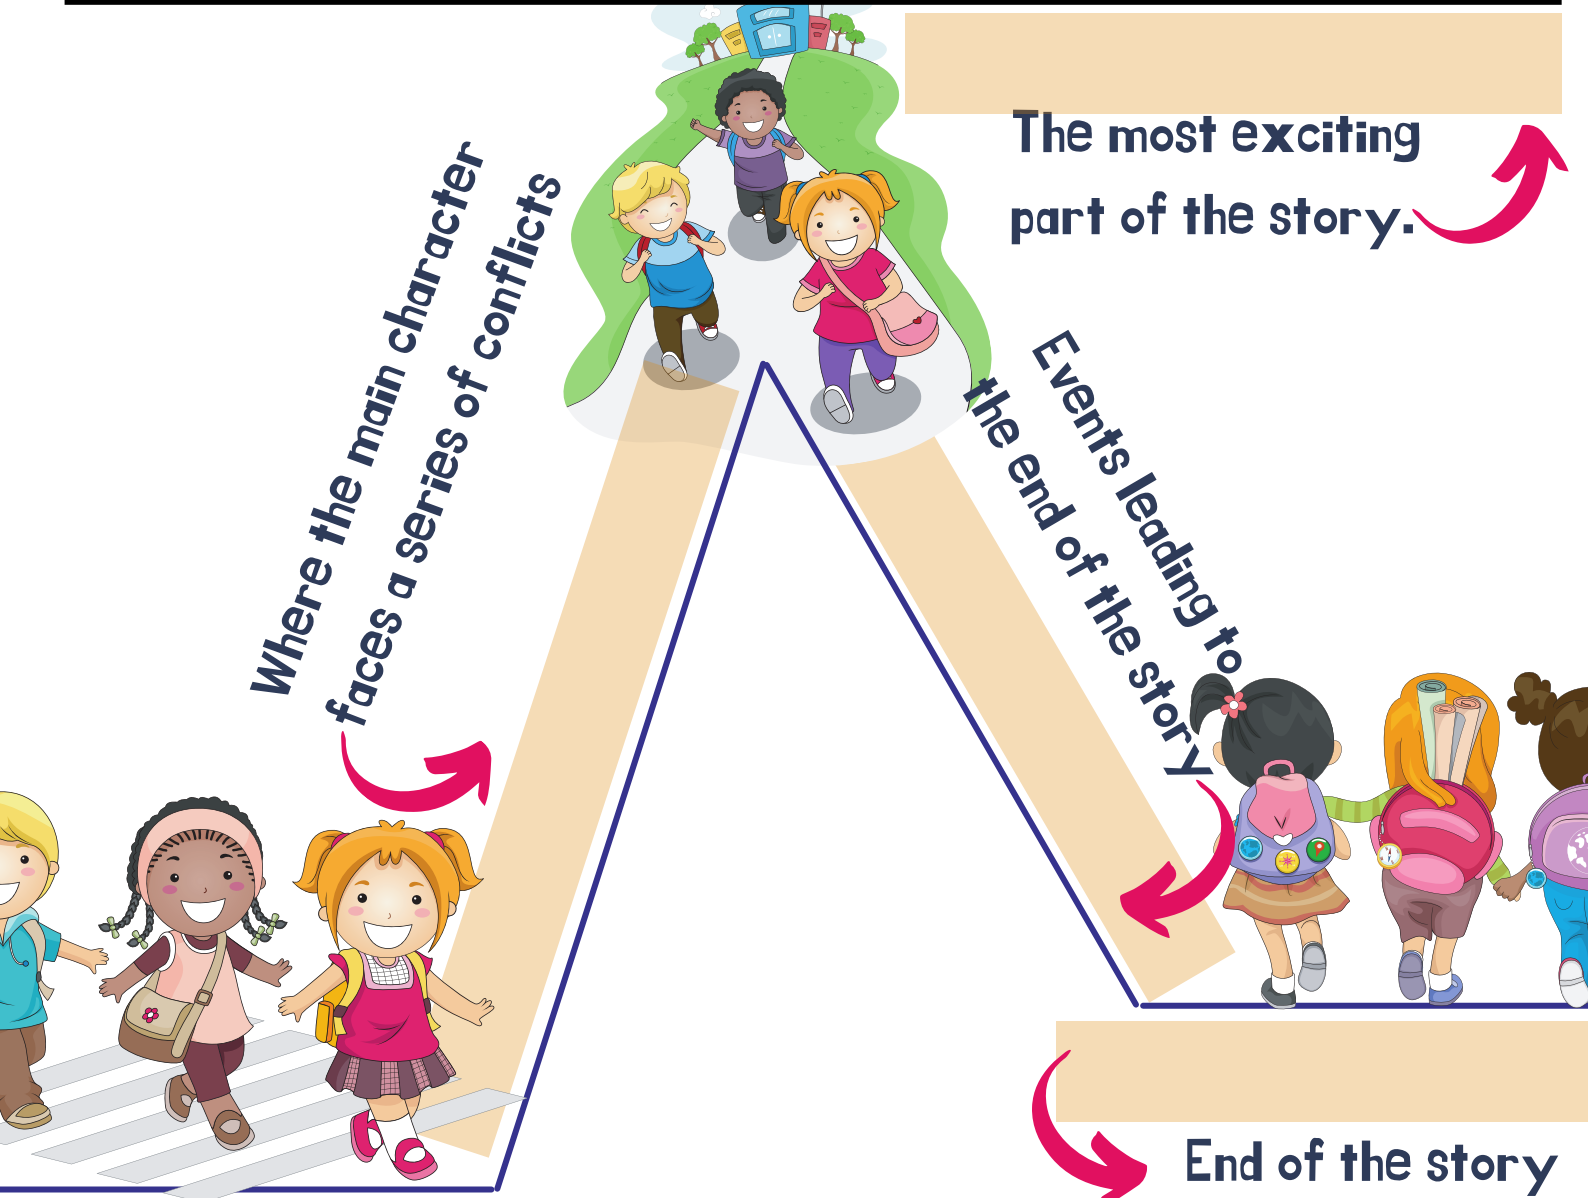 The most exciting
part of the story.
Where the main character
faces a series of conflicts
Events leading to
the end of the story
End of the story